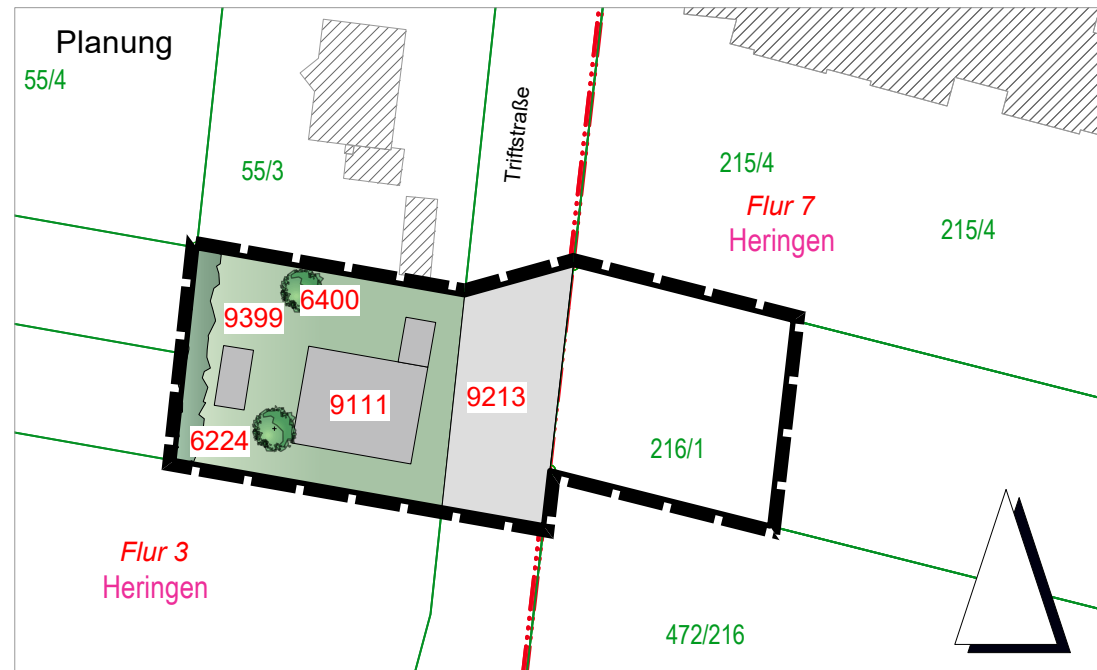 Planung
55/4
55/3
Triftstraße
215/4
Flur 7
Heringen
215/4
6400
9399
9111
9213
6224
216/1
Flur 3
Heringen
472/216